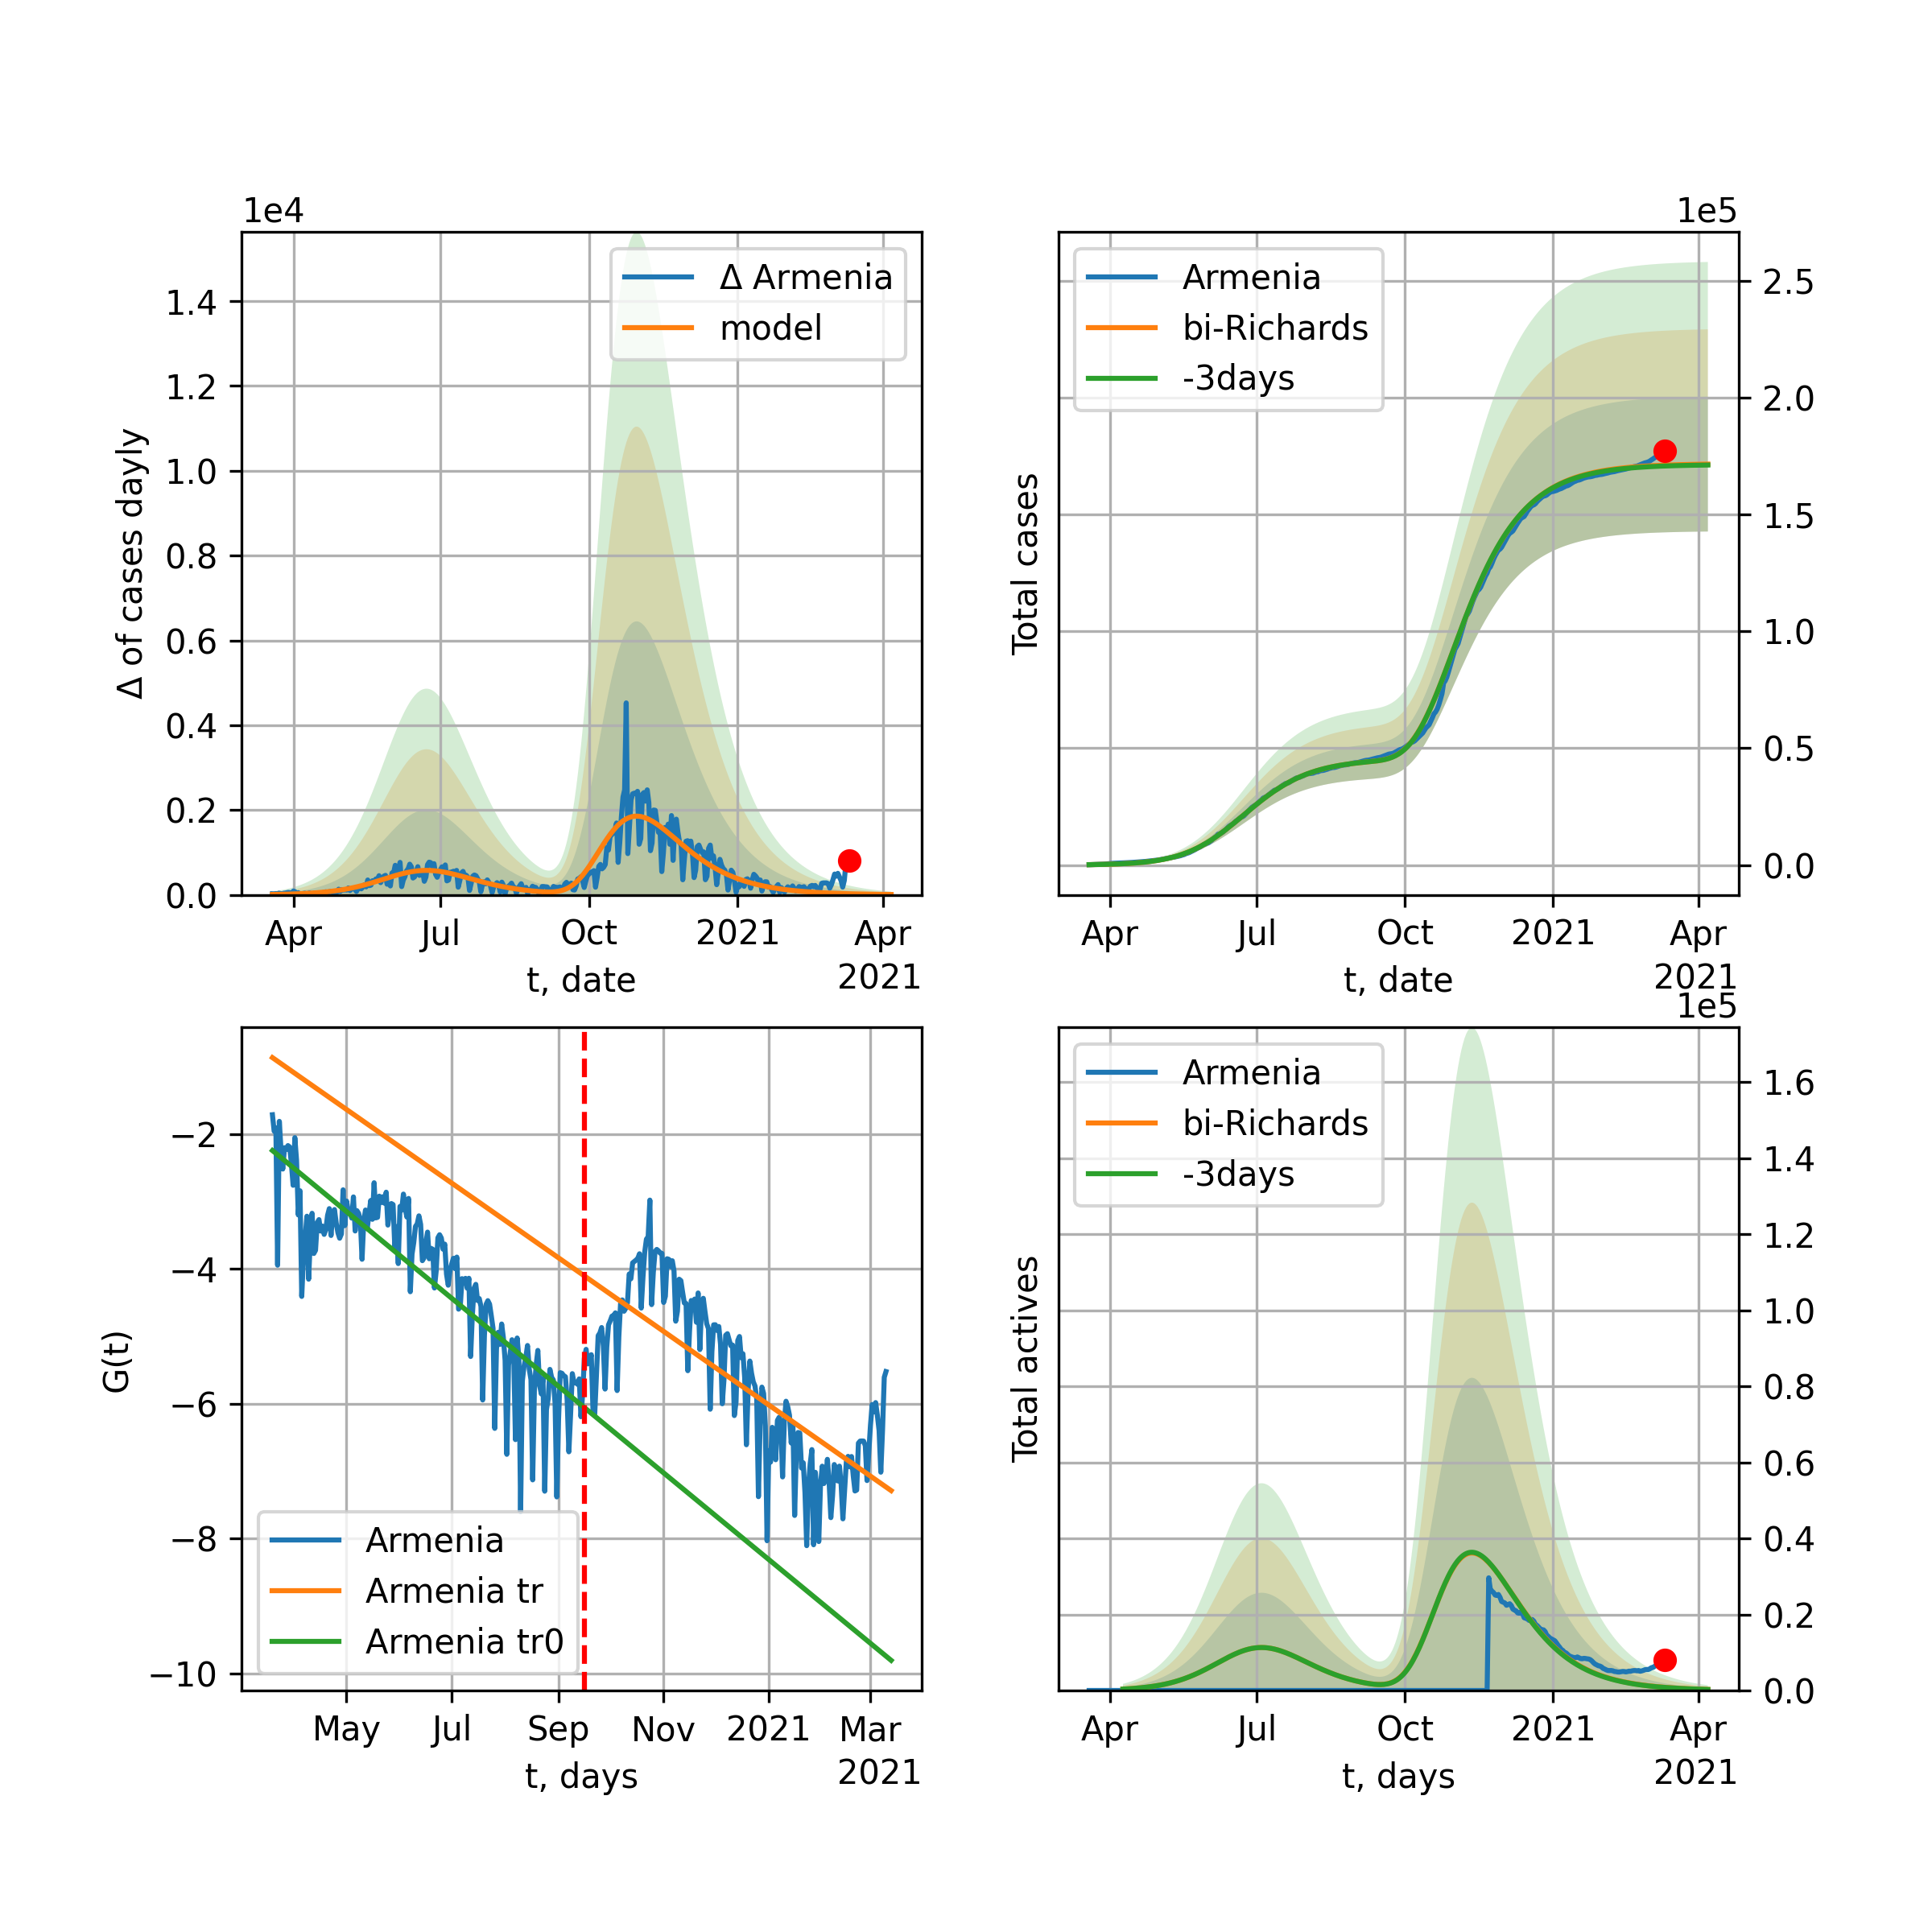 1e4
Δ of cases dayly
1.4
1.2
1.0
0.8
0.6
0.4
0.2
0.0
Δ Armenia
model
Apr
Jul
Oct
2021
Apr
2021
t, date
1e5
Total cases
Armenia
bi-Richards
-3days
2.5
2.0
1.5
1.0
0.5
0.0
Apr
Jul
Oct
2021
Apr
2021
t, date
G(t)
−2
−4
−6
−8
−10
Armenia
Armenia tr
Armenia tr0
May
Jul
Sep
Nov
2021
Mar
2021
t, days
1e5
Total actives
Armenia
bi-Richards
-3days
1.6
1.4
1.2
1.0
0.8
0.6
0.4
0.2
0.0
Apr
Jul
Oct
2021
Apr
2021
t, days